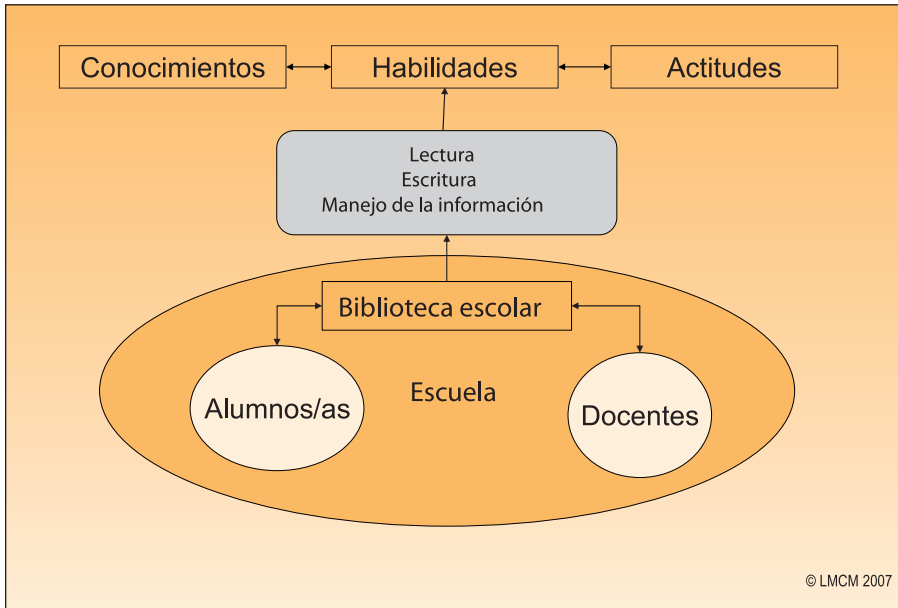 Conocimientos
Habilidades
Actitudes
Lectura
Escritura
Manejo de la información
Biblioteca escolar
Alumnos/as
Escuela
Docentes
© LMCM 2007